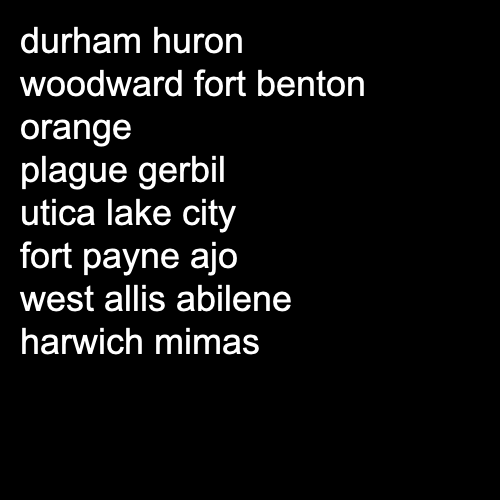 durham huron
woodward fort benton
orange
plague gerbil
utica lake city
fort payne ajo
west allis abilene
harwich mimas